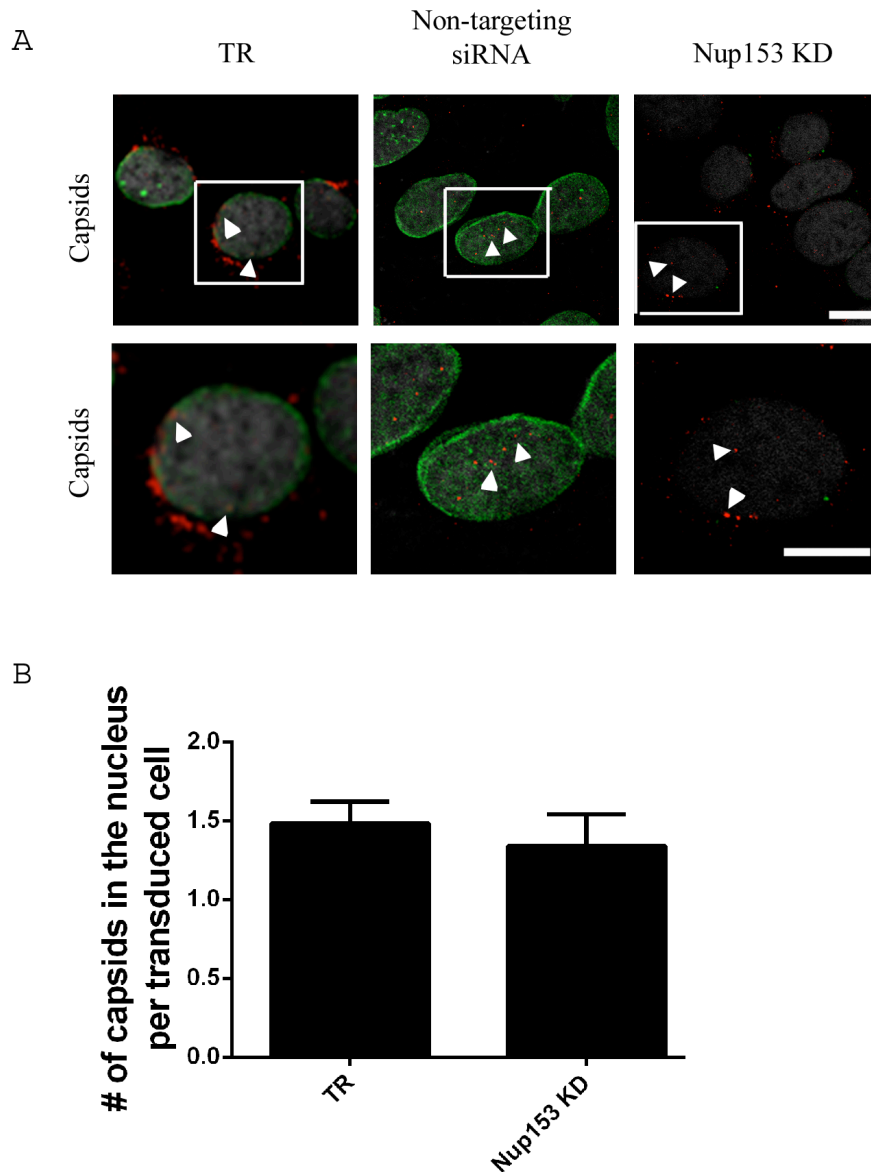 A
TR
Non-targeting
siRNA
Nup153 KD
Capsids
Capsids
B
# of capsids in the nucleus
per transduced cell
2.0
1.5
1.0
0.5
0.0
TR
Nup153 KD